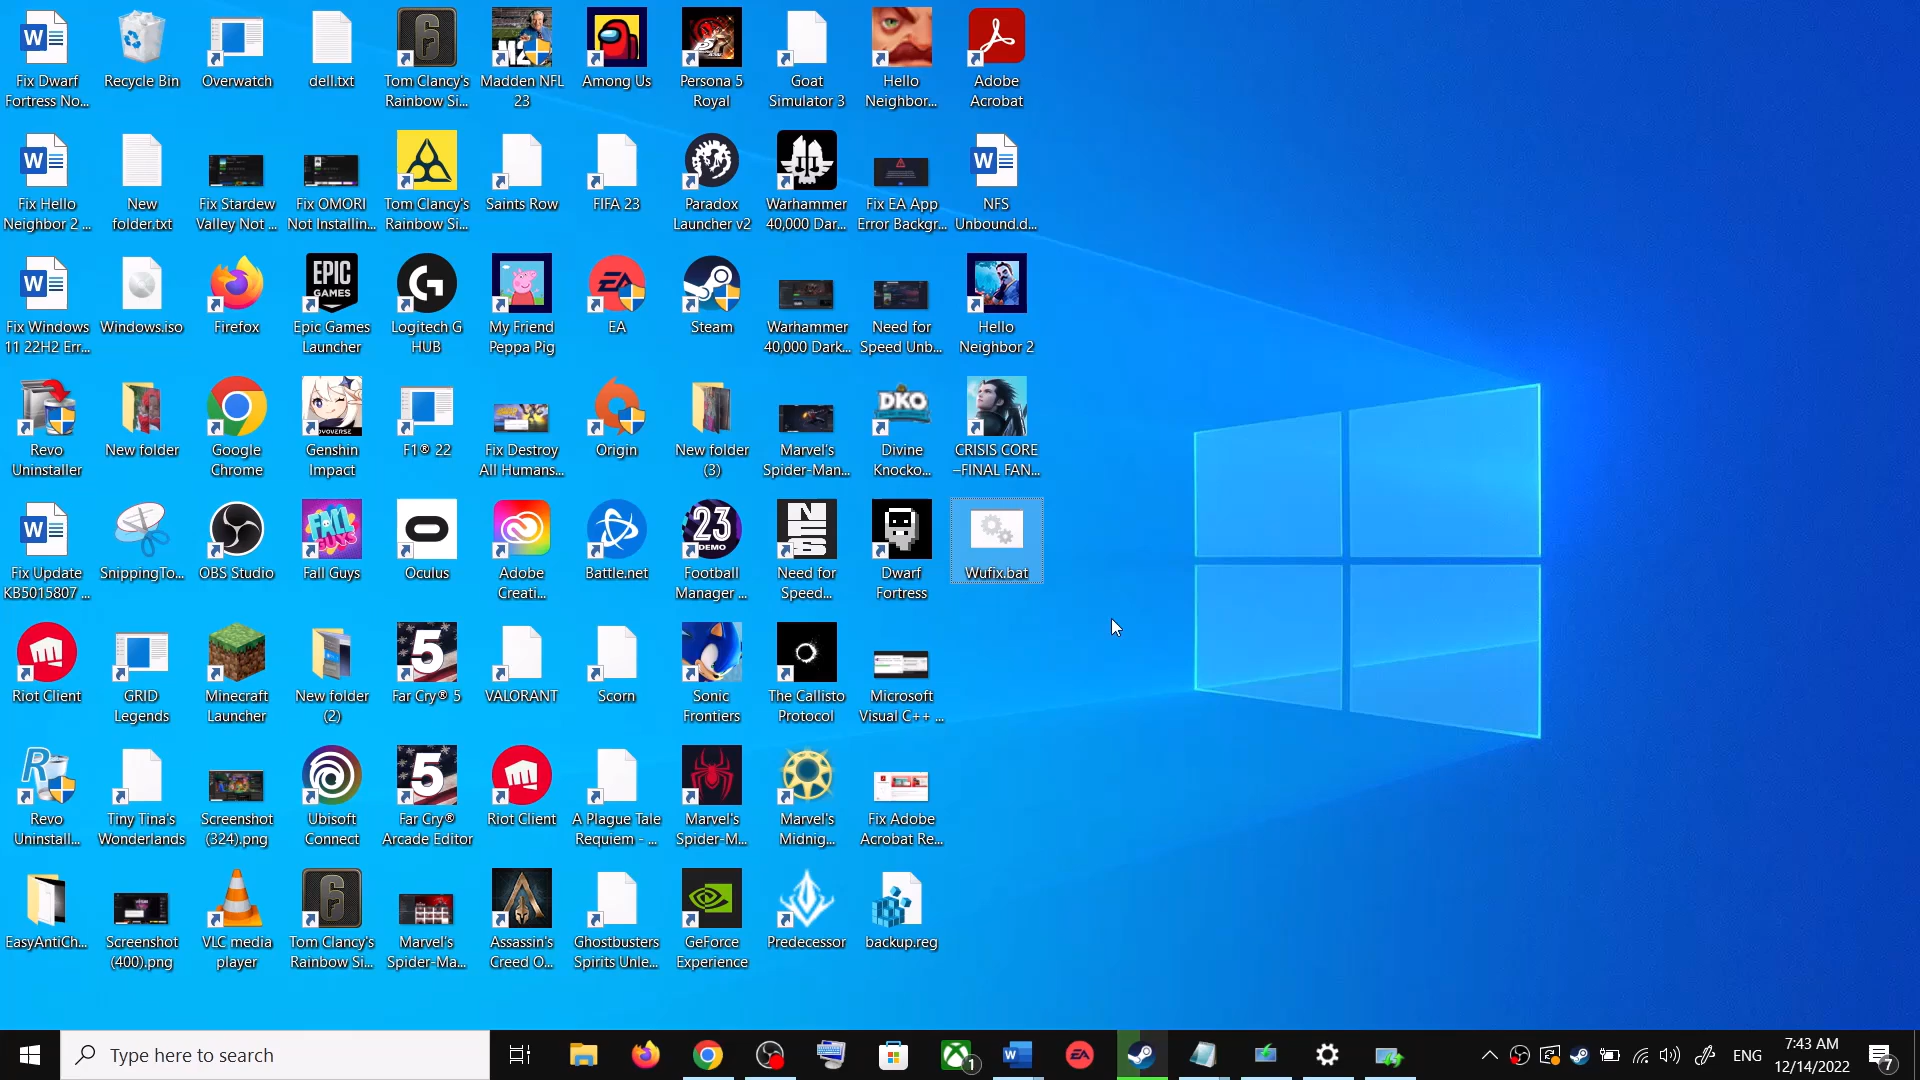 Fix Dwarf
Fortress No...
Recycle Bin
Overwatch
dell.txt
Tom Clancy's
Rainbow Si...
Madden NFL
23
Among Us
Persona 5
Royal
Goat
Simulator 3
Hello
Neighbor...
Adobe
Acrobat
Fix Hello
Neighbor 2 ...
New
folder.txt
Fix Stardew
Valley Not ...
Fix OMORI
Not Installin...
Tom Clancy's
Rainbow Si...
Saints Row
FIFA 23
Paradox
Launcher v2
Warhammer
40,000 Dar...
Fix EA App
Error Backgr...
NFS
Unbound.d...
Fix Windows
11 22H2 Err...
Windows.iso
Firefox
EPIC
GAMES
Epic Games
Launcher
Logitech G
HUB
My Friend
Peppa Pig
EA
Steam
Warhammer
40,000 Dark...
Need for
Speed Unb...
Hello
Neighbor 2
Revo
Uninstaller
New folder
Google
Chrome
Genshin
Impact
F1® 22
Fix Destroy
All Humans...
Origin
New folder
(3)
Marvel's
Spider-Man...
DKO
Divine
Knocko...
CRISIS CORE
–FINAL FAN...
Fix Update
KB5015807 ...
SnippingTo...
OBS Studio
FALL
GUYS
Fall Guys
Oculus
Adobe
Creati...
Battle.net
23
DEMO
Football
Manager ...
Need for
Speed...
Dwarf
Fortress
Wufix.bat
Riot Client
GRID
Legends
Minecraft
Launcher
New folder
(2)
5
Far Cry® 5
VALORANT
Scorn
Sonic
Frontiers
The Callisto
Protocol
Microsoft
Visual C++ ...
Revo
Uninstall...
Tiny Tina's
Wonderlands
Screenshot
(324).png
Ubisoft
Connect
5
Far Cry®
Arcade Editor
Riot Client
A Plague Tale
Requiem - ...
Marvel's
Spider-M...
Marvel's
Midnig...
Fix Adobe
Acrobat Re...
EasyAntiCh...
Screenshot
(400).png
VLC media
player
Tom Clancy's
Rainbow Si...
Marvel's
Spider-Ma...
Assassin's
Creed O...
Ghostbusters
Spirits Unle...
GeForce
Experience
Predecessor
backup.reg
Type here to search
1
ENG
7:43 AM
12/14/2022
7